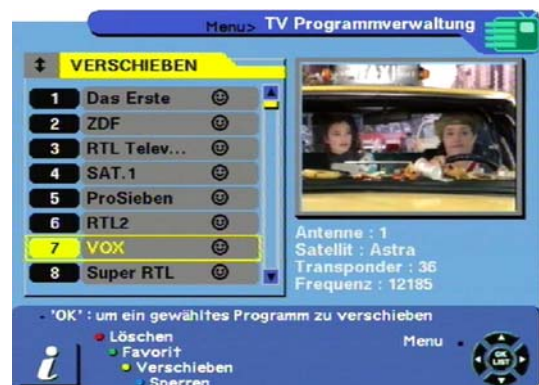 Menu> TV Programmverwaltung
VERSCHIEBEN
1 Das Erste
2 ZDF
3 RTL Telev...
4 SAT.1
5 ProSieben
6 RTL2
7 VOX
8 Super RTL
Antenne : 1
Satellit : Astra
Transponder : 36
Frequenz : 12185
'OK' : um ein gewähltes Programm zu verschieben
Löschen
Favorit
Verschieben
Sperren
Menu
OK
LIST
i